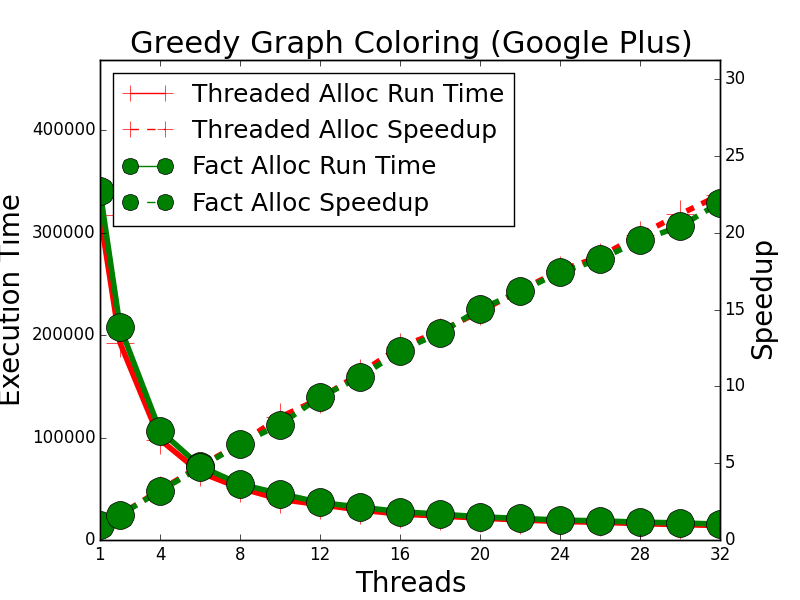 Greedy Graph Coloring (Google Plus)
Threaded Alloc Run Time
Threaded Alloc Speedup
Fact Alloc Run Time
Fact Alloc Speedup
Execution Time
400000
300000
200000
100000
0
30
25
20
15
10
5
0
Speedup
1 4 8 12 16 20 24 28 32
Threads